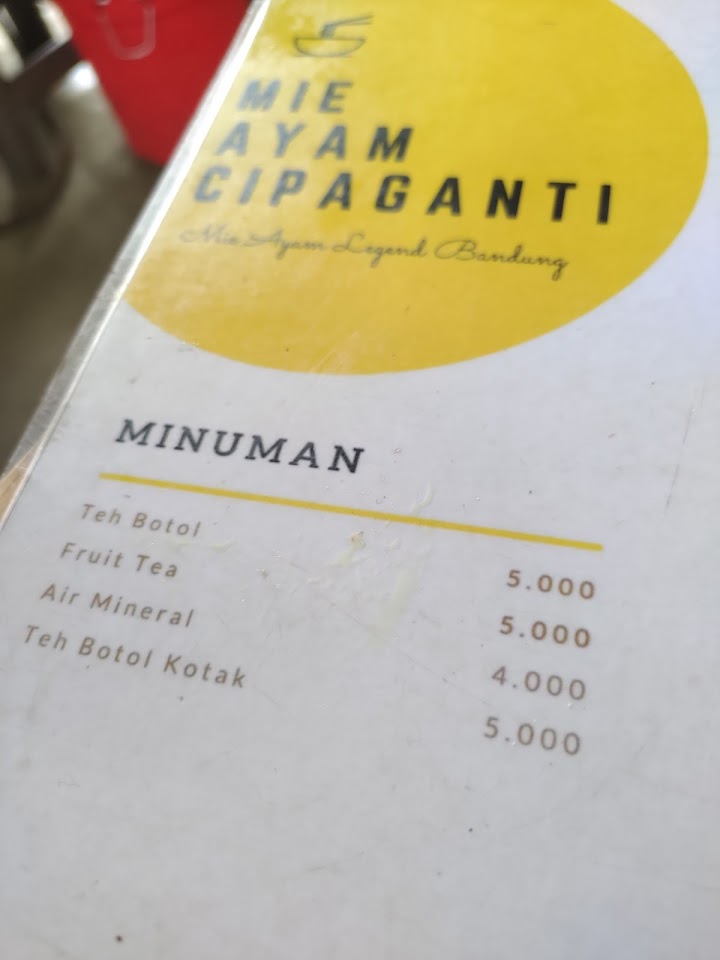 MIE
AYAM
CIPAGANTI
Mie Ayam Legend Bandung
MINUMAN
Teh Botol 5.000
Fruit Tea 5.000
Air Mineral 4.000
Teh Botol Kotak 5.000